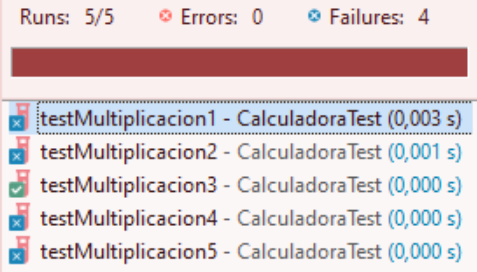 Runs: 5/5 Errors: 0 Failures: 4
testMultiplicacion1 - CalculadoraTest (0,003 s)
testMultiplicacion2 - CalculadoraTest (0,001 s)
testMultiplicacion3 - CalculadoraTest (0,000 s)
testMultiplicacion4 - CalculadoraTest (0,000 s)
testMultiplicacion5 - CalculadoraTest (0,000 s)